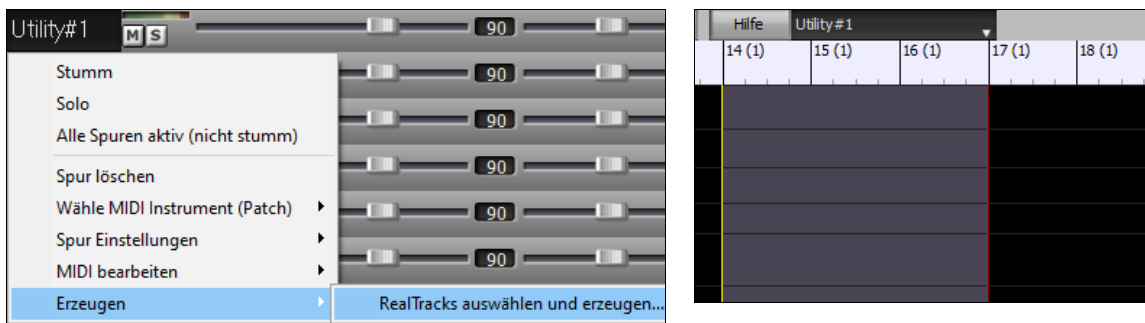 Utility#1 M S 90
Stumm 90
Solo
Alle Spuren aktiv (nicht stumm) 90
Spur löschen 90
Wähle MIDI Instrument (Patch) 90
Spur Einstellungen
MIDI bearbeiten 90
Erzeugen RealTracks auswählen und erzeugen...
Hilfe Utility#1
14 (1) 15 (1) 16 (1) 17 (1) 18 (1)